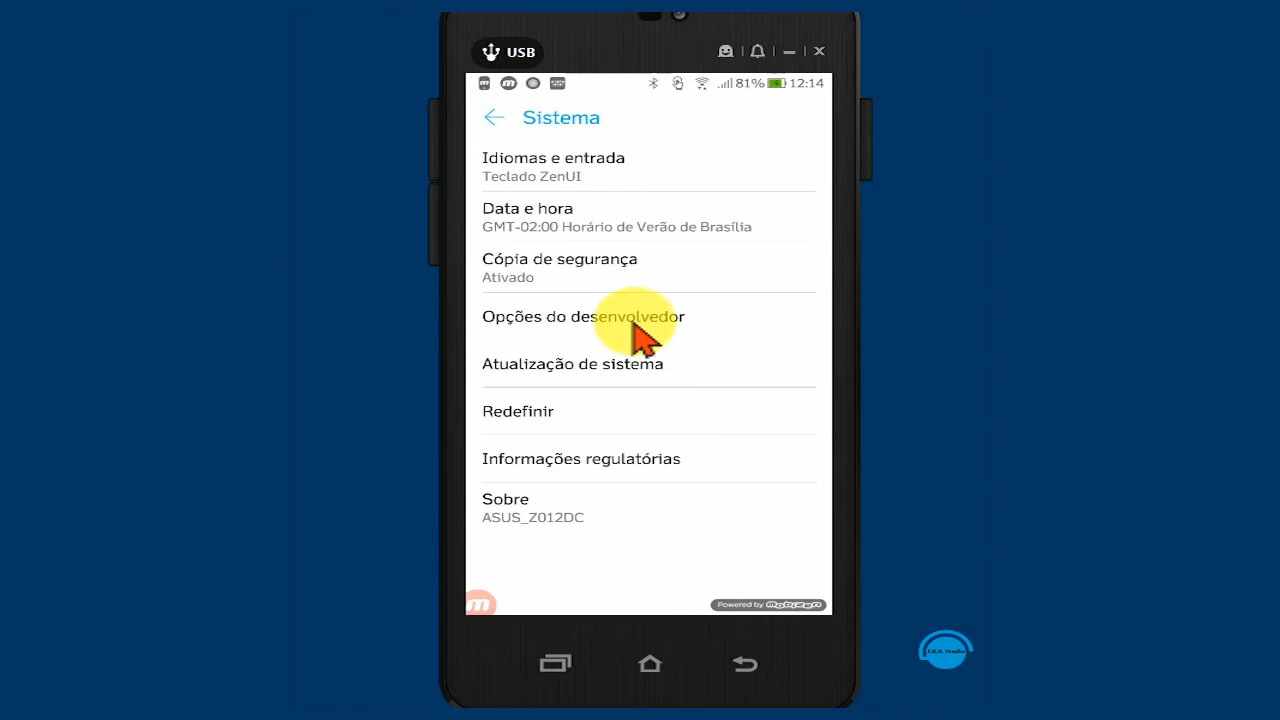 USB
81% 12:14
Sistema
Idiomas e entrada
Teclado ZenUI
Data e hora
GMT-02:00 Horário de Verão de Brasília
Cópia de segurança
Ativado
Opções do desenvolvedor
Atualização de sistema
Redefinir
Informações regulatórias
Sobre
ASUS_Z012DC
Powered by mobizen